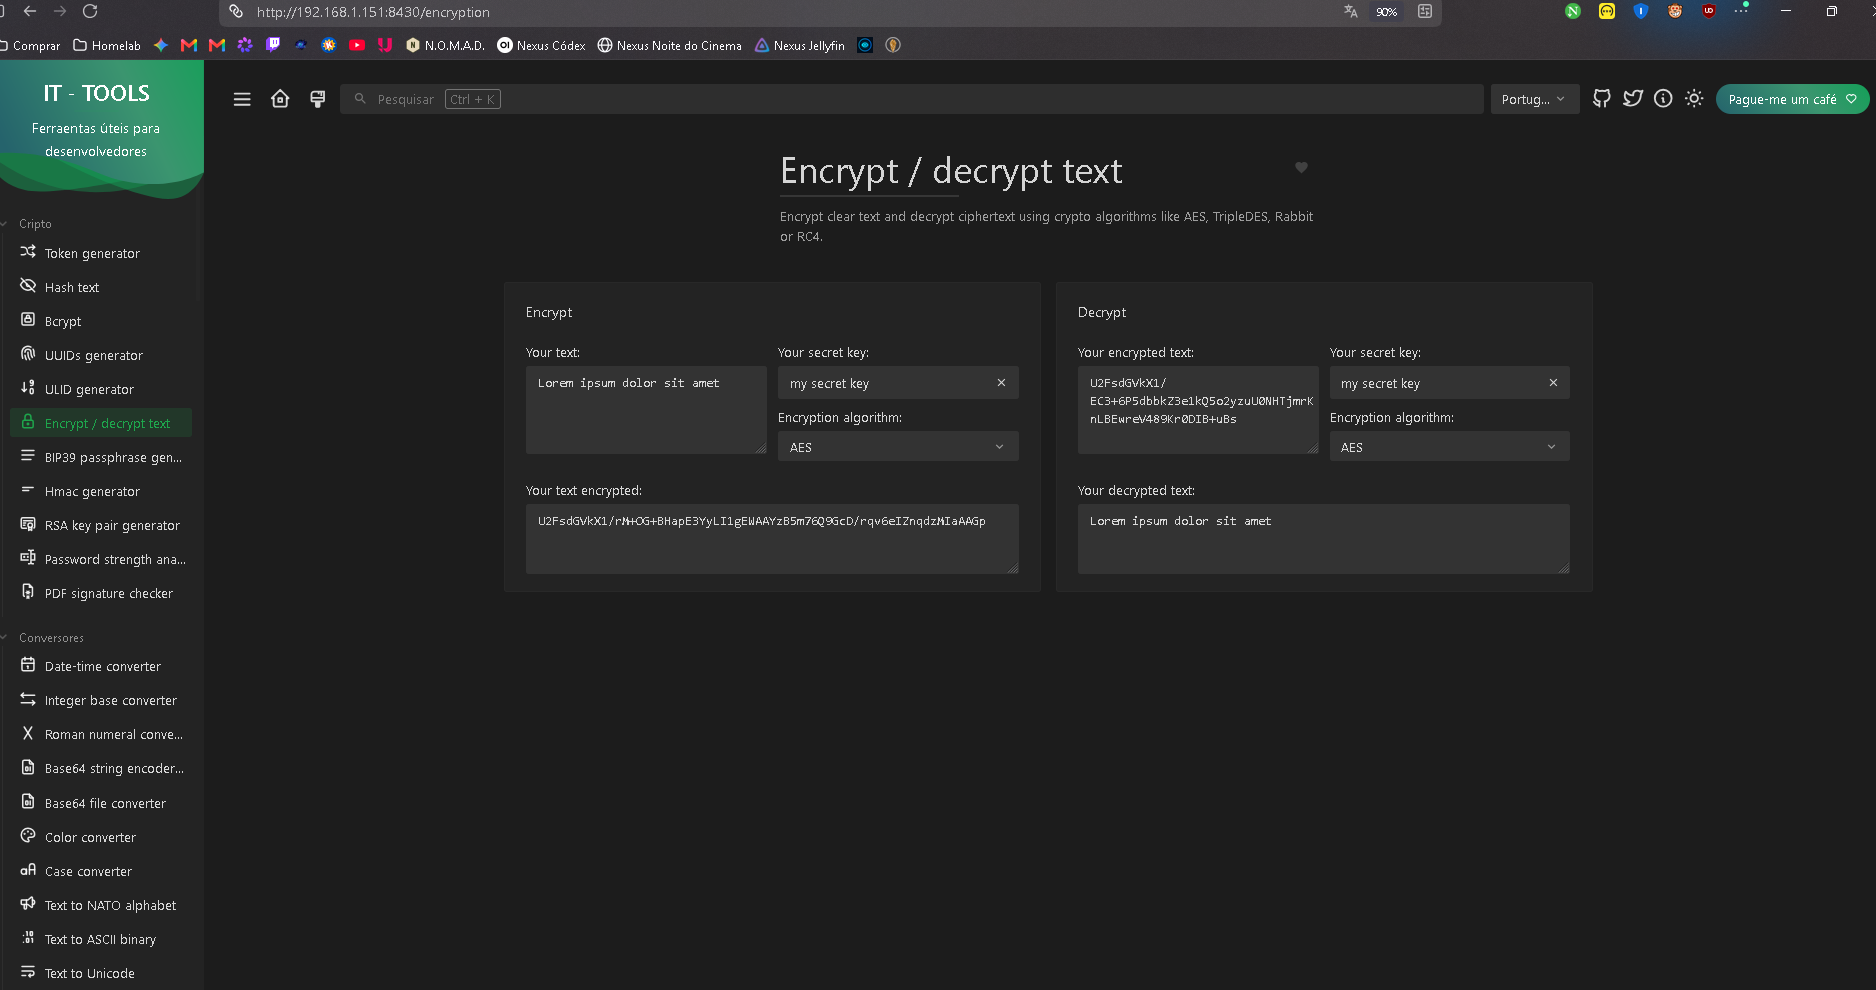 http://192.168.1.151:8430/encryption
90%
Comprar
Homelab
N.O.M.A.D.
Nexus Códex
Nexus Noite do Cinema
Nexus Jellyfin
IT - TOOLS
Ferraentas úteis para
desenvolvedores
Pesquisar
Ctrl + K
Portug...
Pague-me um café
Cripto
Token generator
Hash text
Bcrypt
UUIDs generator
ULID generator
Encrypt / decrypt text
BIP39 passphrase gen...
Hmac generator
RSA key pair generator
Password strength ana...
PDF signature checker
Conversores
Date-time converter
Integer base converter
Roman numeral conve...
Base64 string encoder...
Base64 file converter
Color converter
Case converter
Text to NATO alphabet
Text to ASCII binary
Text to Unicode
Encrypt / decrypt text
Encrypt clear text and decrypt ciphertext using crypto algorithms like AES, TripleDES, Rabbit
or RC4.
Encrypt
Your text:
Lorem ipsum dolor sit amet
Your secret key:
my secret key
Encryption algorithm:
AES
Your text encrypted:
U2FsdGVkX1/rM+OG+BHapE3YyLI1gEWAAYzB5m76Q9GcD/rqv6eIZnqdzMIaAAGp
Decrypt
Your encrypted text:
U2FsdGVkX1/
EC3+6P5dbbkZ3e1kQ5o2yzuU0NHTjmrK
nLBEwreV489Kr0DIB+uBs
Your secret key:
my secret key
Encryption algorithm:
AES
Your decrypted text:
Lorem ipsum dolor sit amet